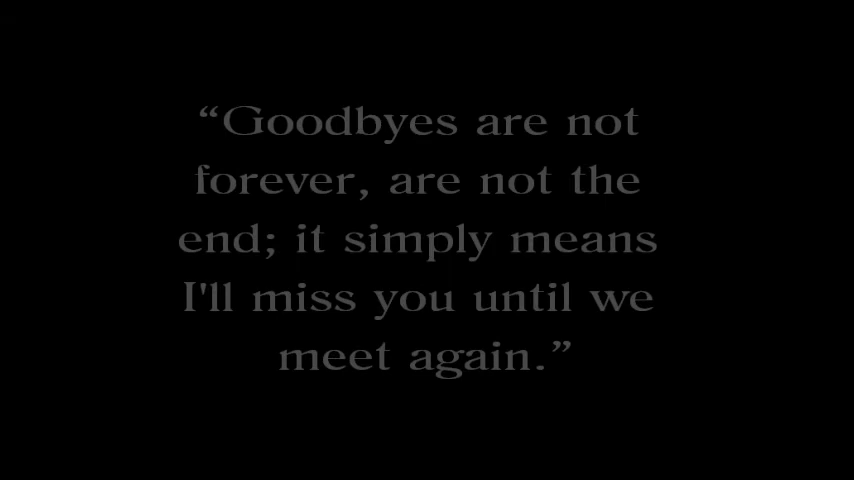 “Goodbyes are not
forever, are not the
end; it simply means
I'll miss you until we
meet again.”